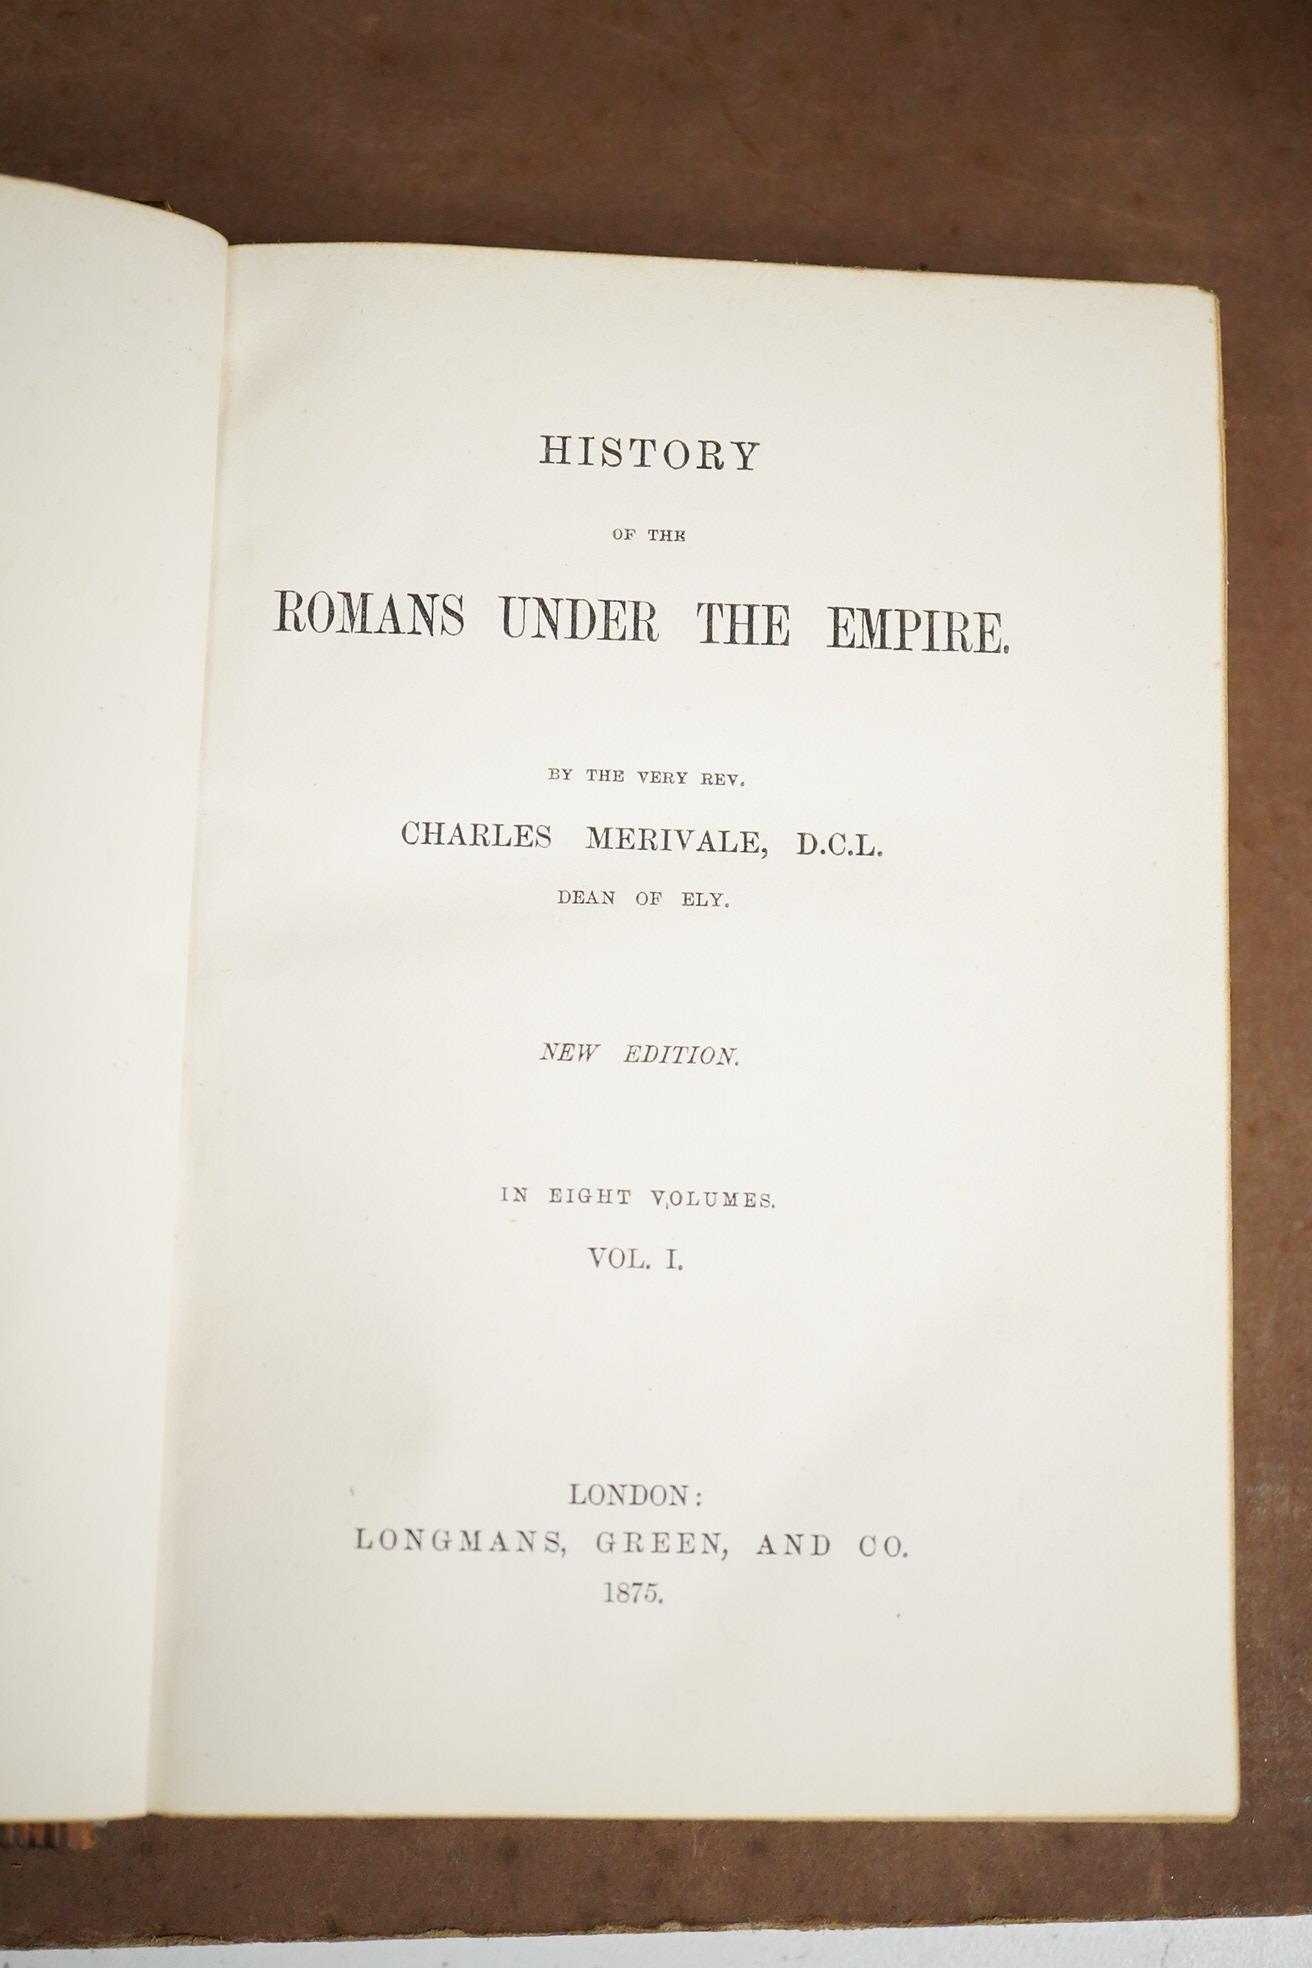 HISTORY
OF THE
ROMANS UNDER THE EMPIRE.
BY THE VERY REV.
CHARLES MERIVALE, D.C.L.
DEAN OF ELY.
NEW EDITION.
IN EIGHT VOLUMES.
VOL. I.
LONDON:
LONGMANS, GREEN, AND CO.
1875.